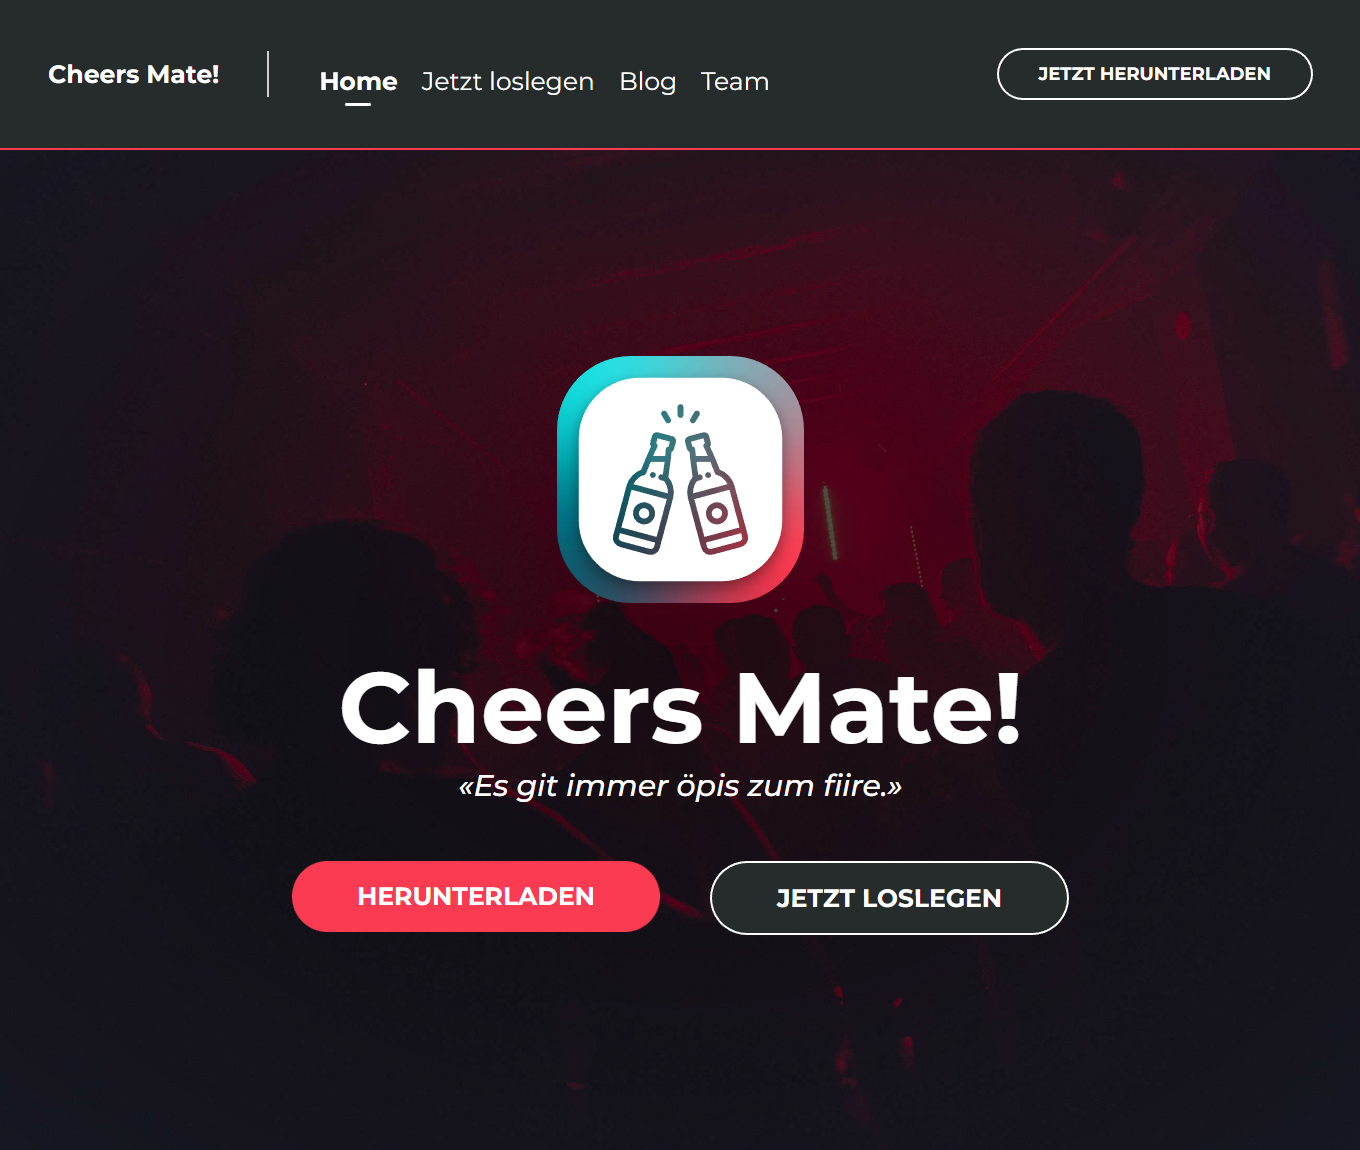 Cheers Mate!
Home Jetzt loslegen Blog Team
JETZT HERUNTERLADEN
Cheers Mate!
«Es git immer öpis zum fiire.»
HERUNTERLADEN
JETZT LOSLEGEN